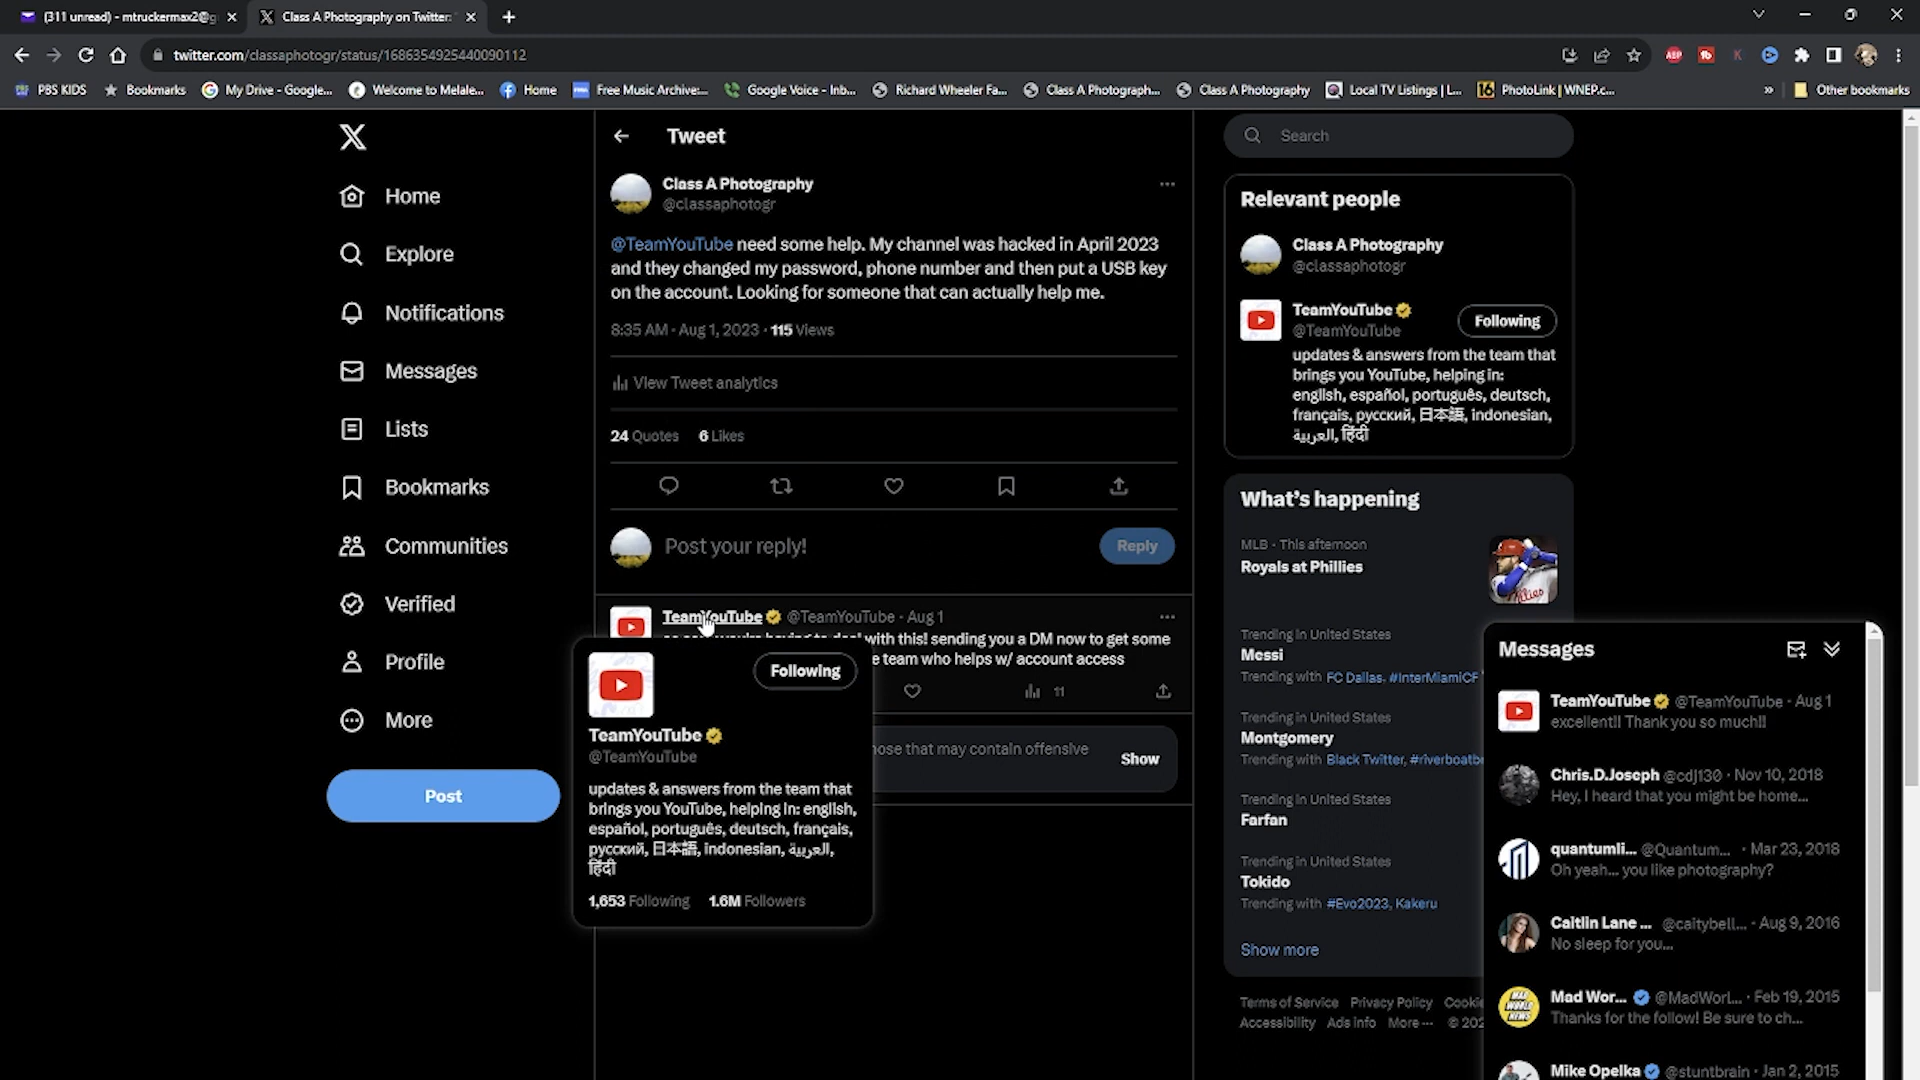 (311 unread) - mtruckermax2@g
Class A Photography on Twitter:
twitter.com/classaphotogr/status/1686354925440090112
PBS KIDS
Bookmarks
My Drive - Google...
Welcome to Melale...
Home
Free Music Archive:...
Google Voice - Inb...
Richard Wheeler Fa...
Class A Photograph...
Class A Photography
Local TV Listings | L...
PhotoLink | WNEP.c...
»
Other bookmarks
Home
Explore
Notifications
Messages
Lists
Bookmarks
Communities
Verified
Profile
More
Post
Tweet
Class A Photography
@classaphotogr
@TeamYouTube need some help. My channel was hacked in April 2023
and they changed my password, phone number and then put a USB key
on the account. Looking for someone that can actually help me.
8:35 AM · Aug 1, 2023 · 115 Views
View Tweet analytics
24 Quotes 6 Likes
Post your reply!
Reply
TeamYouTube @TeamYouTube · Aug 1
with this! sending you a DM now to get some
e team who helps w/ account access
11
hose that may contain offensive
Show
Following
TeamYouTube
@TeamYouTube
updates & answers from the team that
brings you YouTube, helping in: english,
español, português, deutsch, français,
русский, 日本語, indonesian, العربية,
हिंदी
1,653 Following 1.6M Followers
Search
Relevant people
Class A Photography
@classaphotogr
TeamYouTube
@TeamYouTube
Following
updates & answers from the team that
brings you YouTube, helping in:
english, español, português, deutsch,
français, русский, 日本語, indonesian,
العربية, हिंदी
What's happening
MLB · This afternoon
Royals at Phillies
Trending in United States
Messi
Trending with FC Dallas, #InterMiamiCF
Trending in United States
Montgomery
Trending with Black Twitter, #riverboatb
Trending in United States
Farfan
Trending in United States
Tokido
Trending with #Evo2023, Kakeru
Show more
Terms of Service Privacy Policy Cookie
Accessibility Ads info More ··· © 202
Messages
TeamYouTube @TeamYouTube · Aug 1
excellent!! Thank you so much!!
Chris.D.Joseph @cdj130 · Nov 10, 2018
Hey, I heard that you might be home...
quantumli... @Quantum... · Mar 23, 2018
Oh yeah... you like photography?
Caitlin Lane ... @caitybell... · Aug 9, 2016
No sleep for you...
Mad Wor... @MadWorl... · Feb 19, 2015
Thanks for the follow! Be sure to ch...
Mike Opelka @stuntbrain · Jan 2, 2015